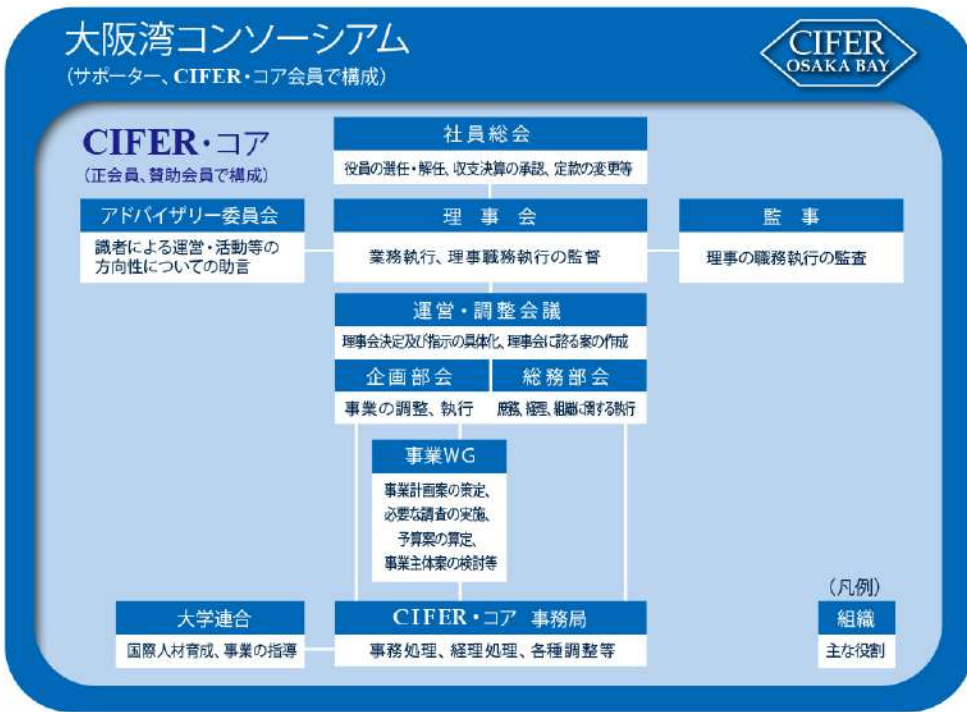 大阪湾コンソーシアム
(サポーター、CIFER・コア会員で構成)
CIFER
OSAKA BAY
CIFER・コア
(正会員、賛助会員で構成)
社員総会
役員の選任・解任、収支決算の承認、定款の変更等
アドバイザリー委員会
識者による運営・活動等の
方向性についての助言
理事会
業務執行、理事職務執行の監督
監事
理事の職務執行の監査
運営・調整会議
理事会決定及び指示の具体化、理事会に諮る案の作成
企画部会
事業の調整、執行
総務部会
庶務、経理、組織に関する執行
事業WG
事業計画案の策定、
必要な調査の実施、
予算案の算定、
事業主体案の検討等
大学連合
国際人材育成、事業の指導
CIFER・コア 事務局
事務処理、経理処理、各種調整等
(凡例)
組織
主な役割